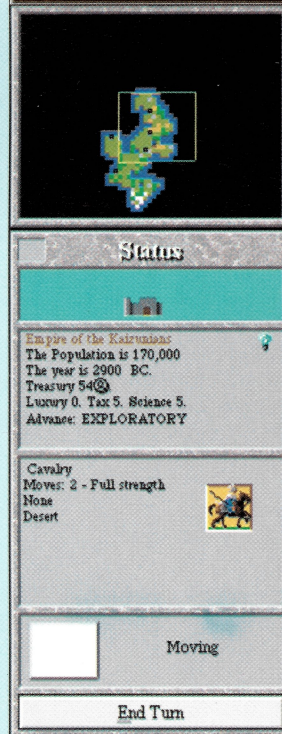 Status
Empire of the Kaizunians
The Population is 170,000
The year is 2900 BC.
Treasury 54
Luxury 0. Tax 5. Science 5.
Advance: EXPLORATORY
Cavalry
Moves: 2 - Full strength
None
Desert
Moving
End Turn